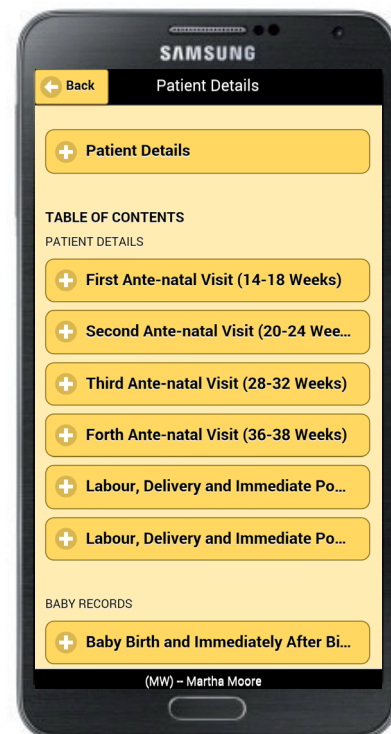 SAMSUNG
Back
Patient Details
Patient Details
TABLE OF CONTENTS
PATIENT DETAILS
First Ante-natal Visit (14-18 Weeks)
Second Ante-natal Visit (20-24 Wee...
Third Ante-natal Visit (28-32 Weeks)
Forth Ante-natal Visit (36-38 Weeks)
Labour, Delivery and Immediate Po...
Labour, Delivery and Immediate Po...
BABY RECORDS
Baby Birth and Immediately After Bi...
(MW) – Martha Moore